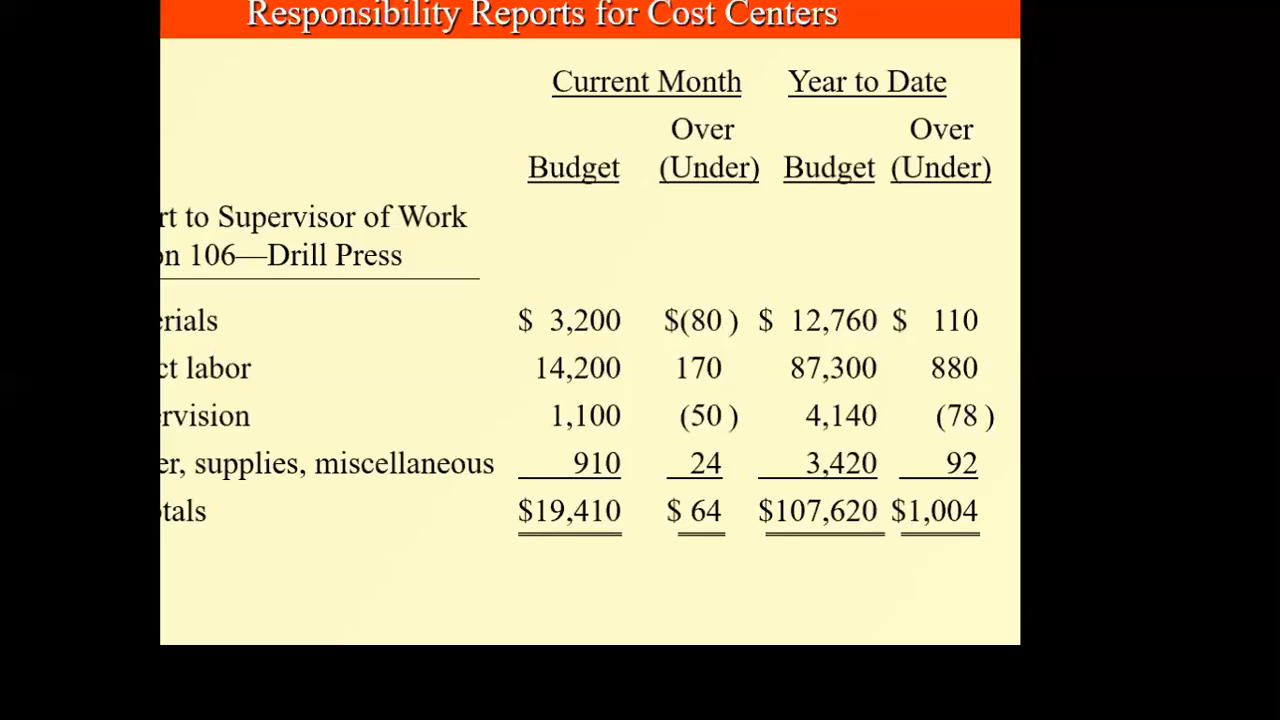 Responsibility Reports for Cost Centers
Current Month Year to Date
Over Over
Budget (Under) Budget (Under)
rt to Supervisor of Work
on 106—Drill Press
erials $ 3,200 $(80 ) $ 12,760 $ 110
ct labor 14,200 170 87,300 880
ervision 1,100 (50 ) 4,140 (78 )
er, supplies, miscellaneous 910 24 3,420 92
otals $19,410 $ 64 $107,620 $1,004